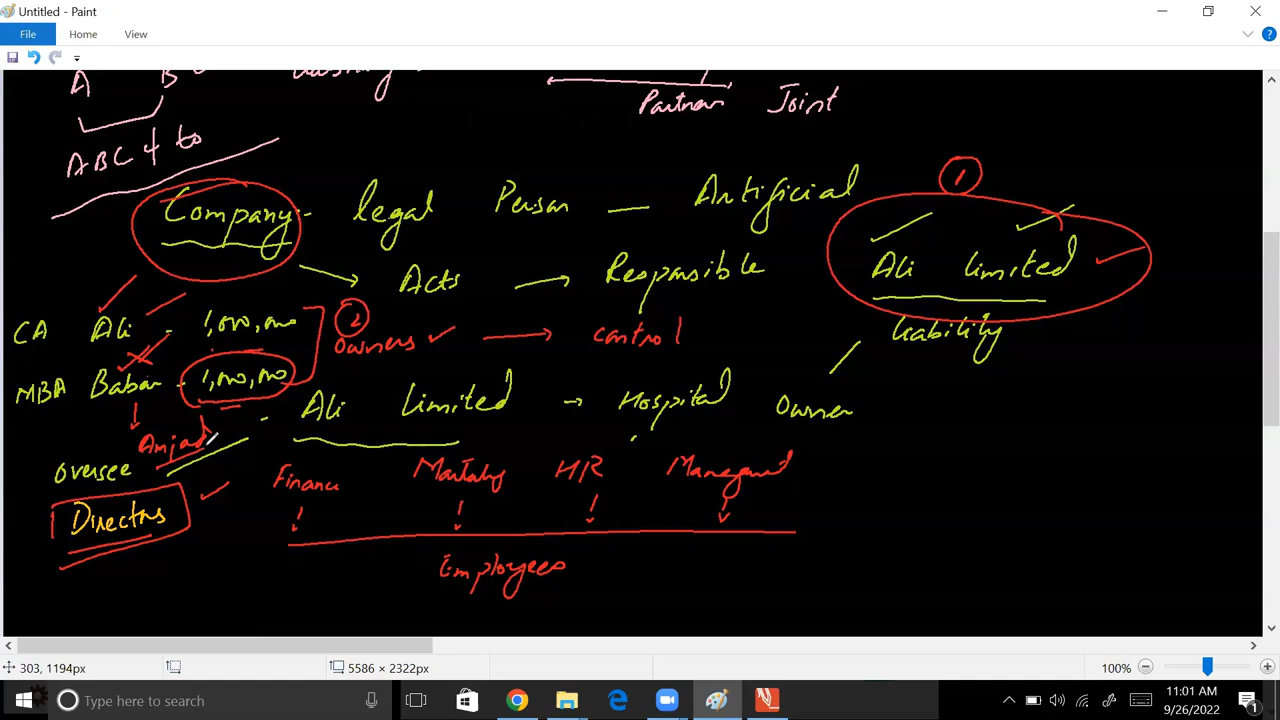 Untitled - Paint
File Home View
A B
Partners Joint
ABC & Co
Company - legal Person — Artificial
1
Acts → Responsible
Ali limited
CA Ali - 1,000,000
2
Owners → control
liability
MBA Babar - 1,000,000
Ali limited → Hospital Owner
Amjad
oversee
Finance Marketing HR Management
Directors
Employees
303, 1194px 5586 × 2322px 100%
Type here to search
11:01 AM
9/26/2022
1